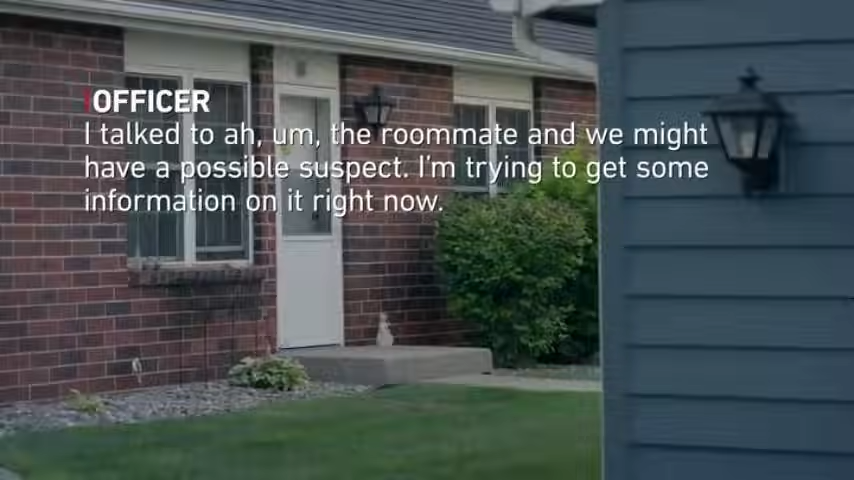 OFFICER
I talked to ah, um, the roommate and we might
have a possible suspect. I'm trying to get some
information on it right now.